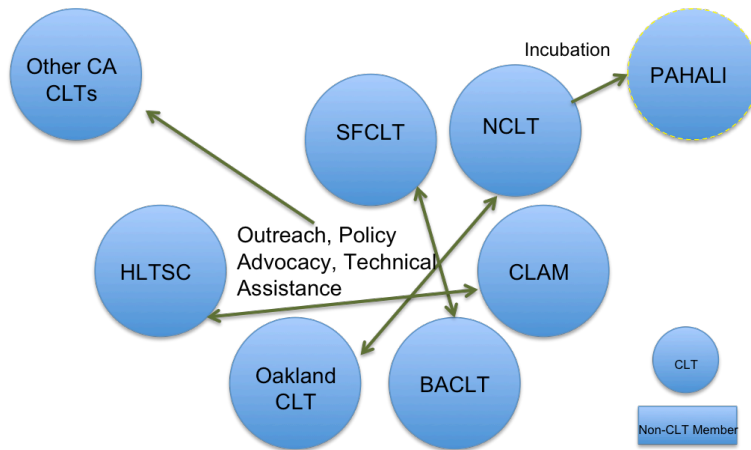 Other CA
CLTs
Incubation
PAHALI
SFCLT
NCLT
Outreach, Policy
Advocacy, Technical
Assistance
HLTSC
CLAM
Oakland
CLT
BACLT
CLT
Non-CLT Member